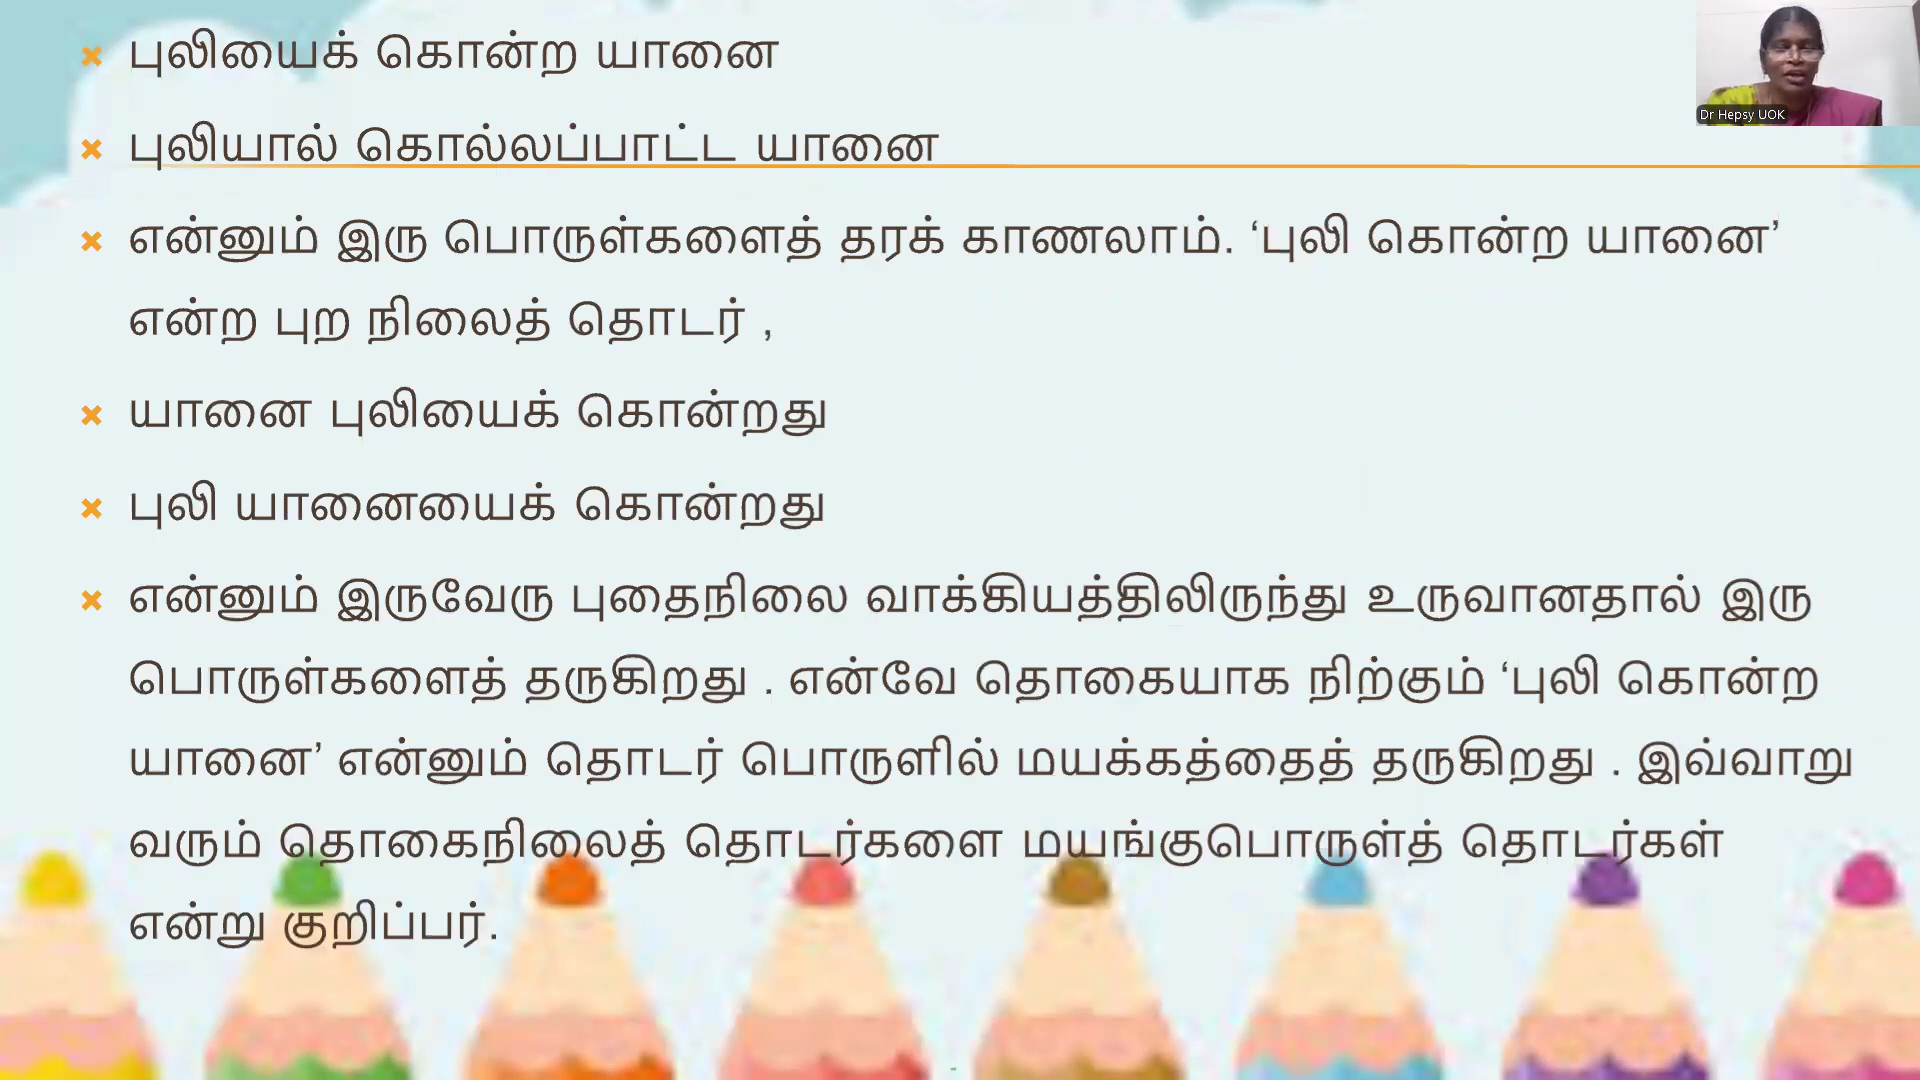 புலியைக் கொன்ற யானை
Dr Hepsy UOK
புலியால் கொல்லப்பாட்ட யானை
என்னும் இரு பொருள்களைத் தரக் காணலாம். ‘புலி கொன்ற யானை’
என்ற புற நிலைத் தொடர் ,
யானை புலியைக் கொன்றது
புலி யானையைக் கொன்றது
என்னும் இருவேரு புதைநிலை வாக்கியத்திலிருந்து உருவானதால் இரு
பொருள்களைத் தருகிறது . என்வே தொகையாக நிற்கும் ‘புலி கொன்ற
யானை’ என்னும் தொடர் பொருளில் மயக்கத்தைத் தருகிறது . இவ்வாறு
வரும் தொகைநிலைத் தொடர்களை மயங்குபொருள்த் தொடர்கள்
என்று குறிப்பர்.